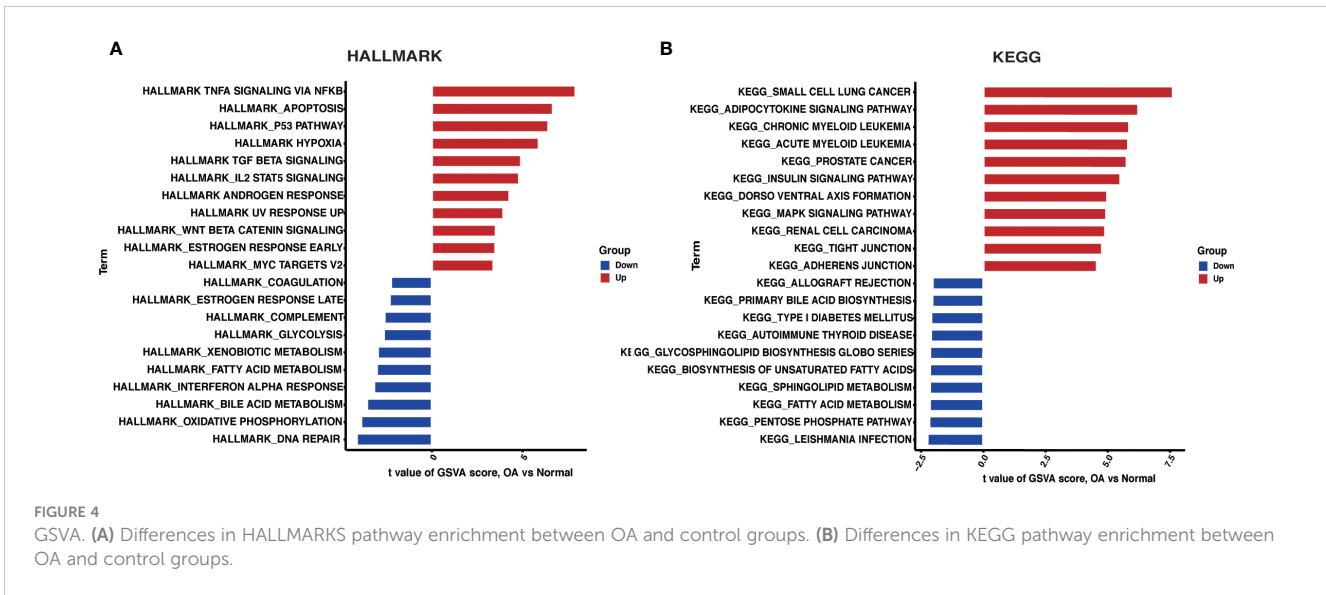 A
HALLMARK
HALLMARK TNFA SIGNALING VIA NFKB
HALLMARK_APOPTOSIS
HALLMARK_P53 PATHWAY
HALLMARK HYPOXIA
HALLMARK TGF BETA SIGNALING
HALLMARK_IL2 STAT5 SIGNALING
HALLMARK ANDROGEN RESPONSE
HALLMARK UV RESPONSE UP
HALLMARK_WNT BETA CATENIN SIGNALING
HALLMARK_ESTROGEN RESPONSE EARLY
HALLMARK_MYC TARGETS V2
HALLMARK_COAGULATION
HALLMARK_ESTROGEN RESPONSE LATE
HALLMARK_COMPLEMENT
HALLMARK_GLYCOLYSIS
HALLMARK_XENOBIOTIC METABOLISM
HALLMARK_FATTY ACID METABOLISM
HALLMARK_INTERFERON ALPHA RESPONSE
HALLMARK_BILE ACID METABOLISM
HALLMARK_OXIDATIVE PHOSPHORYLATION
HALLMARK_DNA REPAIR
Term
0
5
t value of GSVA score, OA vs Normal
Group
Down
Up
B
KEGG
KEGG_SMALL CELL LUNG CANCER
KEGG_ADIPOCYTOKINE SIGNALING PATHWAY
KEGG_CHRONIC MYELOID LEUKEMIA
KEGG_ACUTE MYELOID LEUKEMIA
KEGG_PROSTATE CANCER
KEGG_INSULIN SIGNALING PATHWAY
KEGG_DORSO VENTRAL AXIS FORMATION
KEGG_MAPK SIGNALING PATHWAY
KEGG_RENAL CELL CARCINOMA
KEGG_TIGHT JUNCTION
KEGG_ADHERENS JUNCTION
KEGG_ALLOGRAFT REJECTION
KEGG_PRIMARY BILE ACID BIOSYNTHESIS
KEGG_TYPE I DIABETES MELLITUS
KEGG_AUTOIMMUNE THYROID DISEASE
KEGG_GLYCOSPHINGOLIPID BIOSYNTHESIS GLOBO SERIES
KEGG_BIOSYNTHESIS OF UNSATURATED FATTY ACIDS
KEGG_SPHINGOLIPID METABOLISM
KEGG_FATTY ACID METABOLISM
KEGG_PENTOSE PHOSPHATE PATHWAY
KEGG_LEISHMANIA INFECTION
Term
-2.5
0.0
2.5
5.0
7.5
t value of GSVA score, OA vs Normal
Group
Down
Up
FIGURE 4
GSVA. (A) Differences in HALLMARKS pathway enrichment between OA and control groups. (B) Differences in KEGG pathway enrichment between
OA and control groups.